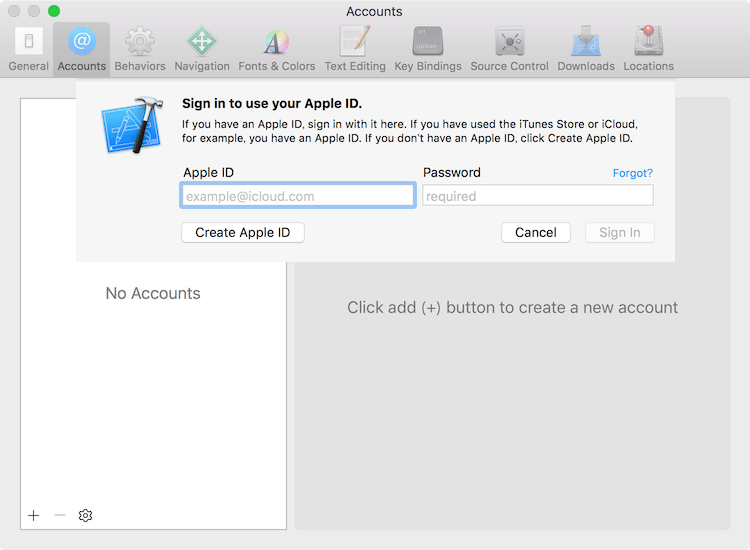 Accounts
General Accounts Behaviors Navigation Fonts & Colors Text Editing Key Bindings Source Control Downloads Locations
Sign in to use your Apple ID.
If you have an Apple ID, sign in with it here. If you have used the iTunes Store or iCloud,
for example, you have an Apple ID. If you don't have an Apple ID, click Create Apple ID.
Apple ID Password Forgot?
example@icloud.com required
Create Apple ID Cancel Sign In
No Accounts
Click add (+) button to create a new account